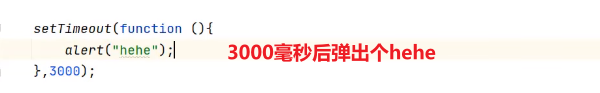 setTimeout(function (){
alert("hehe"); 3000毫秒后弹出个hehe
},3000);